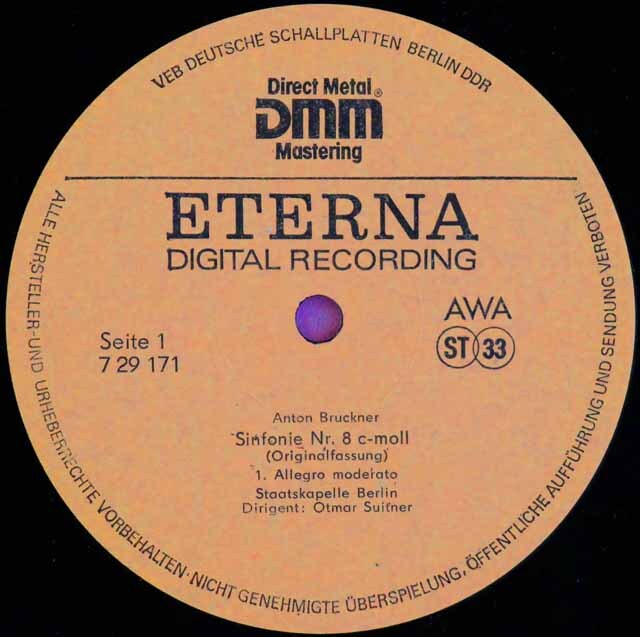 VEB DEUTSCHE SCHALLPLATTEN BERLIN DDR
Direct Metal
DMM®
Mastering
ETERNA
DIGITAL RECORDING
AWA
ST 33
Seite 1
7 29 171
Anton Bruckner
Sinfonie Nr. 8 c-moll
(Originalfassung)
1. Allegro moderato
Staatskapelle Berlin
Dirigent: Otmar Suitner
ALLE HERSTELLER-UND URHEBERRECHTE VORBEHALTEN·NICHT GENEHMIGTE ÜBERSPIELUNG, ÖFFENTLICHE AUFFÜHRUNG UND SENDUNG VERBOTEN